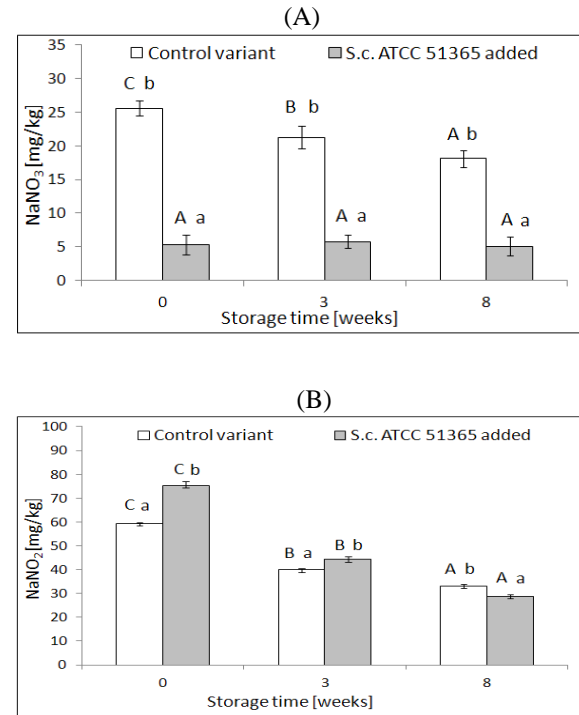 (A)
Control variant S.c. ATCC 51365 added
NaNO3 [mg/kg]
35
30
25
20
15
10
5
0
C b
A a
B b
A a
A b
A a
0 3 8
Storage time [weeks]
(B)
Control variant S.c. ATCC 51365 added
NaNO2 [mg/kg]
100
90
80
70
60
50
40
30
20
10
0
C a
C b
B a
B b
A b
A a
0 3 8
Storage time [weeks]